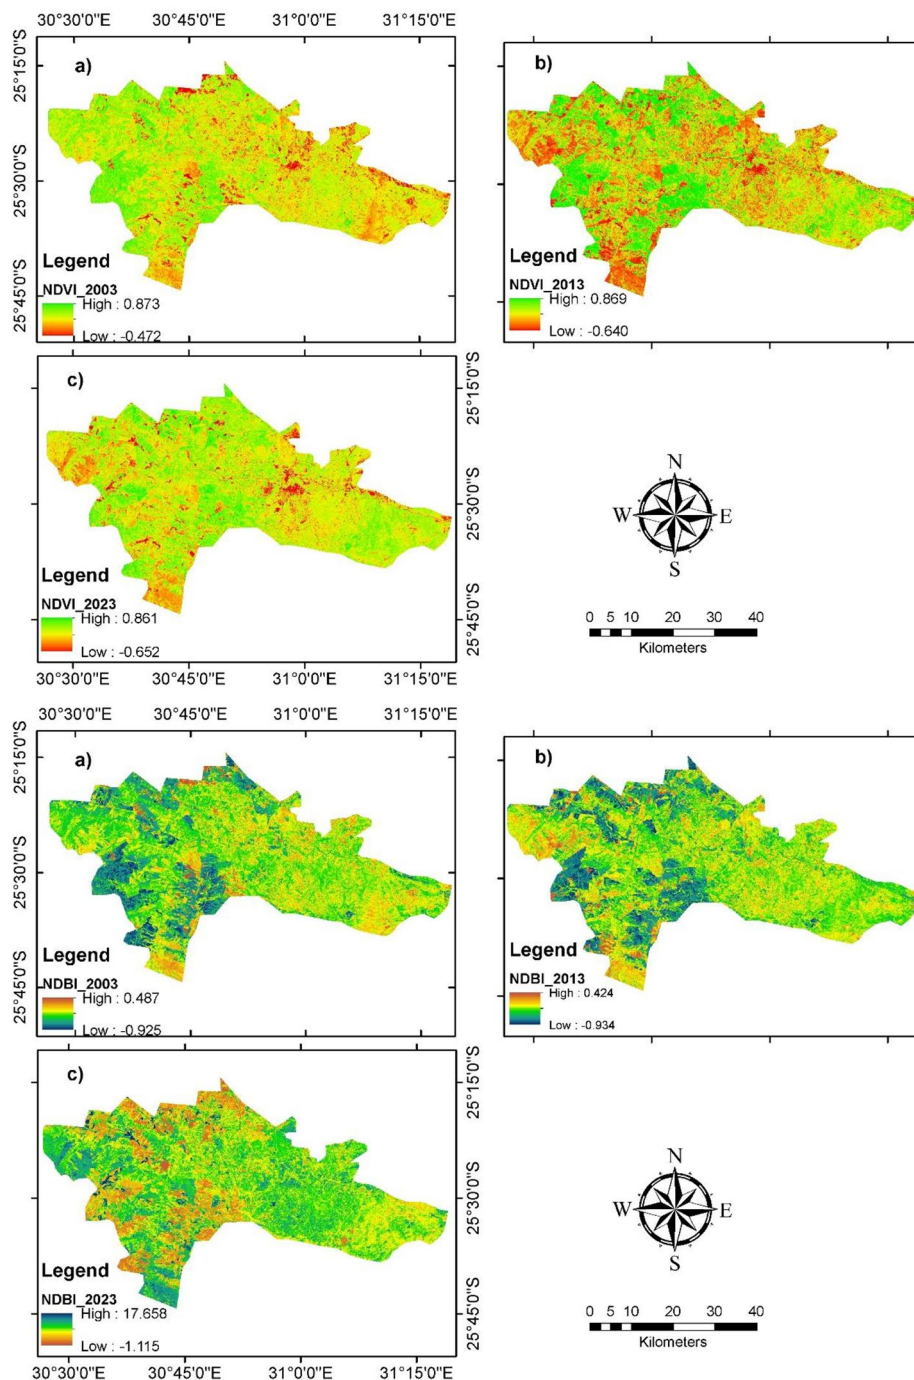 30°30'0"E 30°45'0"E 31°0'0"E 31°15'0"E
25°15'0"S
25°30'0"S
25°45'0"S
a)
Legend
NDVI_2003
High : 0.873
Low : -0.472
b)
Legend
NDVI_2013
High : 0.869
Low : -0.640
c)
Legend
NDVI_2023
High : 0.861
Low : -0.652
25°15'0"S
25°30'0"S
25°45'0"S
30°30'0"E 30°45'0"E 31°0'0"E 31°15'0"E
N
W E
S
0 5 10 20 30 40
Kilometers
30°30'0"E 30°45'0"E 31°0'0"E 31°15'0"E
25°15'0"S
25°30'0"S
25°45'0"S
a)
Legend
NDBI_2003
High : 0.487
Low : -0.925
b)
Legend
NDBI_2013
High : 0.424
Low : -0.934
c)
Legend
NDBI_2023
High : 17.658
Low : -1.115
25°15'0"S
25°30'0"S
25°45'0"S
30°30'0"E 30°45'0"E 31°0'0"E 31°15'0"E
N
W E
S
0 5 10 20 30 40
Kilometers